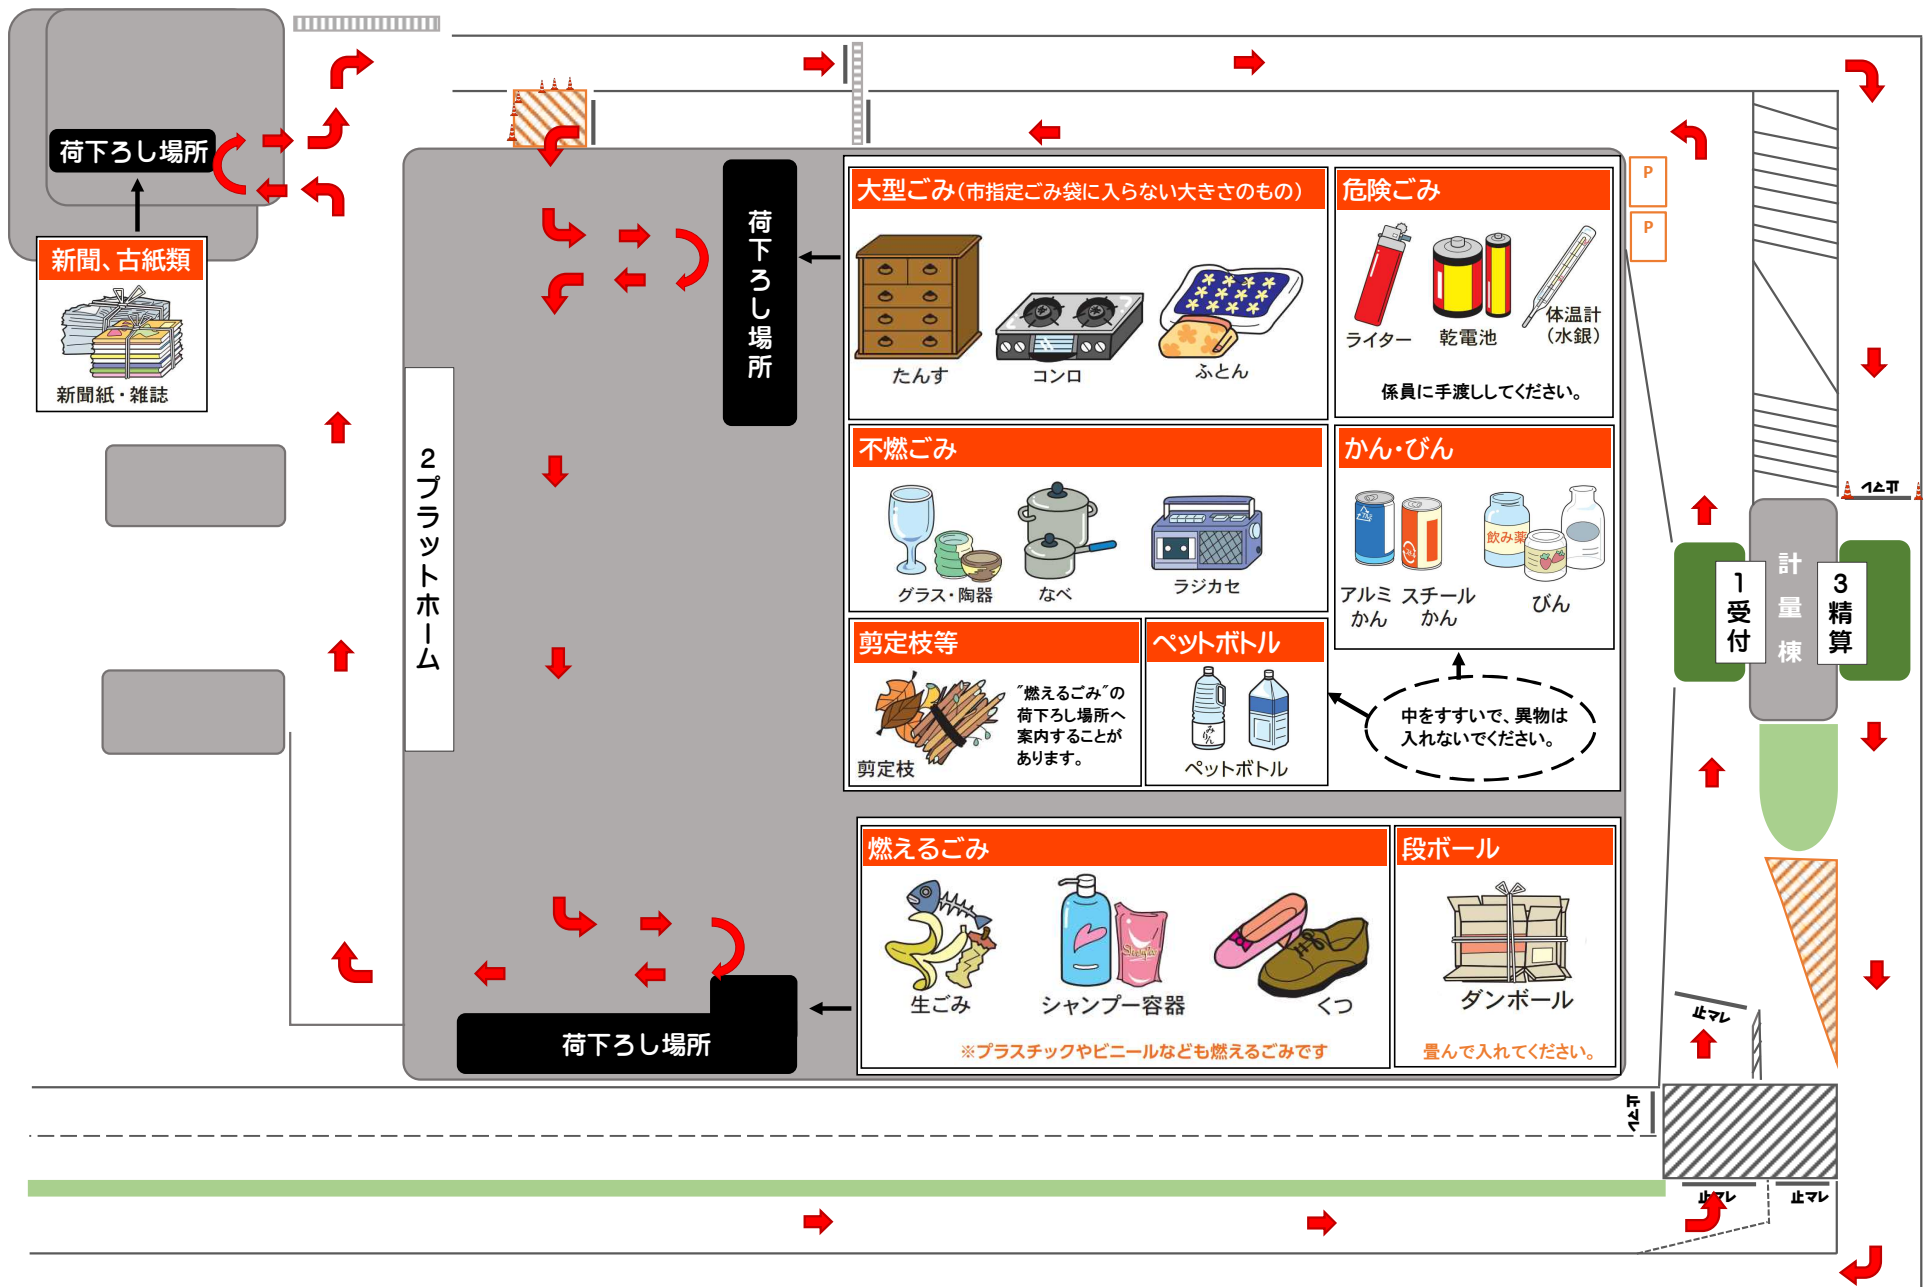 荷下ろし場所
新聞、古紙類
新聞紙・雑誌
2プラットホーム
荷下ろし場所
大型ごみ(市指定ごみ袋に入らない大きさのもの)
たんす
コンロ
ふとん
危険ごみ
ライター
乾電池
体温計
(水銀)
係員に手渡ししてください。
P
P
不燃ごみ
グラス・陶器
なべ
ラジカセ
かん・びん
飲み薬
アルミ
かん
スチール
かん
びん
剪定枝等
剪定枝
"燃えるごみ"の
荷下ろし場所へ
案内することが
あります。
ペットボトル
みりん
ペットボトル
中をすすいで、異物は
入れないでください。
燃えるごみ
生ごみ
シャンプー容器
くつ
※プラスチックやビニールなども燃えるごみです
段ボール
ダンボール
畳んで入れてください。
荷下ろし場所
1受付
計量棟
3精算
止マレ
止マレ
止マレ
止マレ
止マレ